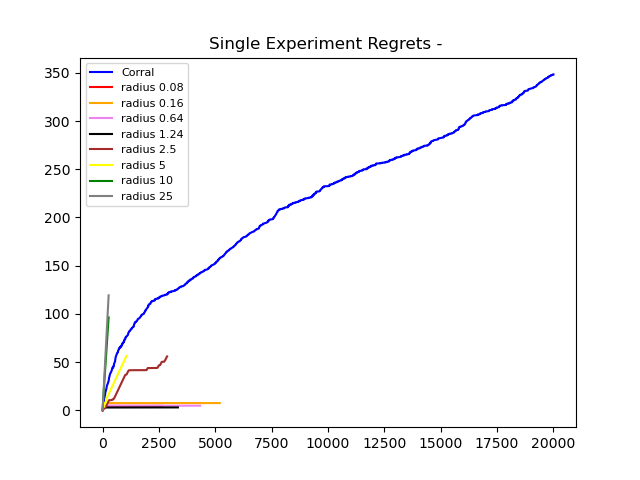 Single Experiment Regrets -
350
300
250
200
150
100
50
0
Corral
radius 0.08
radius 0.16
radius 0.64
radius 1.24
radius 2.5
radius 5
radius 10
radius 25
0 2500 5000 7500 10000 12500 15000 17500 20000